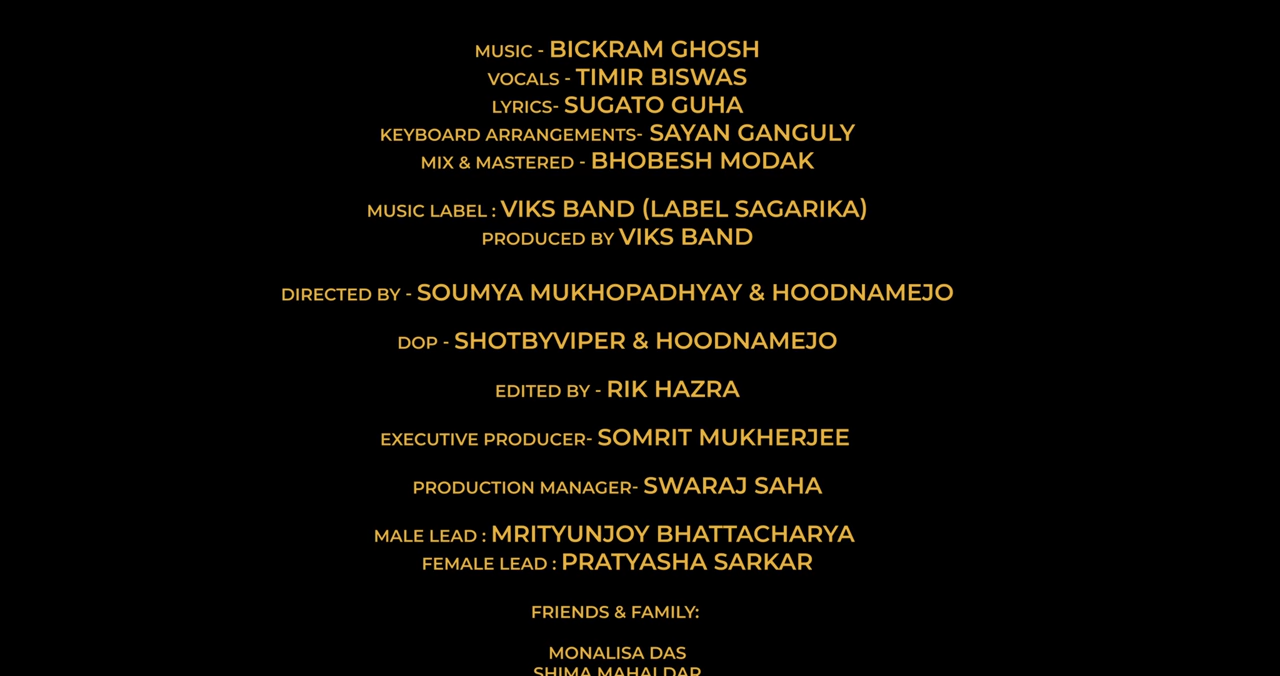 MUSIC - BICKRAM GHOSH
VOCALS - TIMIR BISWAS
LYRICS- SUGATO GUHA
KEYBOARD ARRANGEMENTS- SAYAN GANGULY
MIX & MASTERED - BHOBESH MODAK
MUSIC LABEL : VIKS BAND (LABEL SAGARIKA)
PRODUCED BY VIKS BAND
DIRECTED BY - SOUMYA MUKHOPADHYAY & HOODNAMEJO
DOP - SHOTBYVIPER & HOODNAMEJO
EDITED BY - RIK HAZRA
EXECUTIVE PRODUCER- SOMRIT MUKHERJEE
PRODUCTION MANAGER- SWARAJ SAHA
MALE LEAD : MRITYUNJOY BHATTACHARYA
FEMALE LEAD : PRATYASHA SARKAR
FRIENDS & FAMILY:
MONALISA DAS
SHIMA MAHALDAR